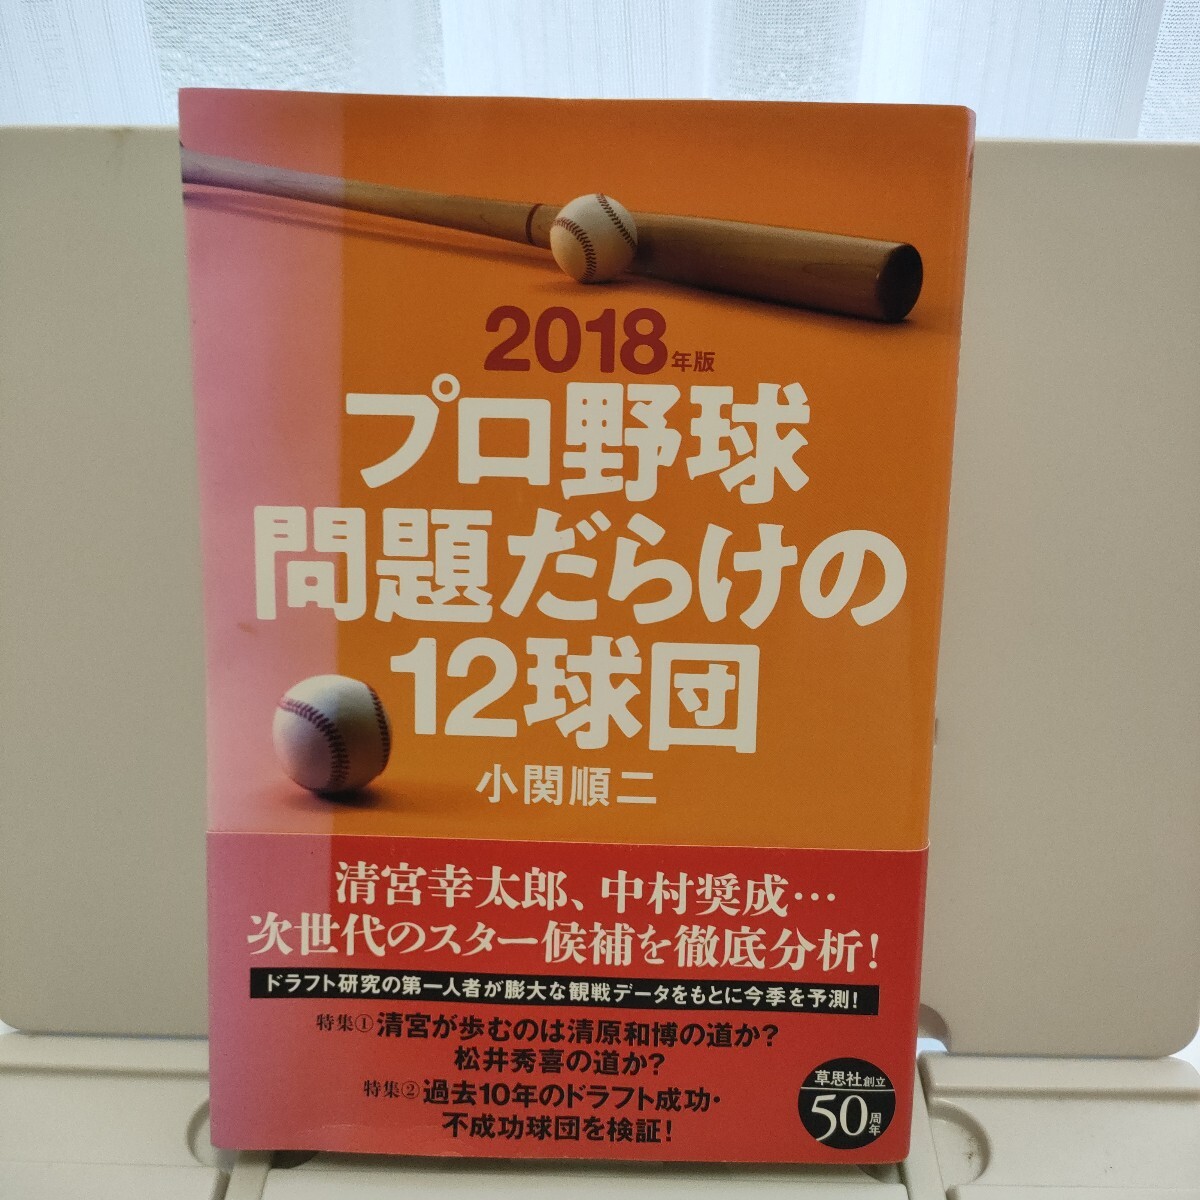 2018年版
プロ野球
問題だらけの
12球団
小関順二
清宮幸太郎、中村奨成…
次世代のスター候補を徹底分析!
ドラフト研究の第一人者が膨大な観戦データをもとに今季を予測!
特集① 清宮が歩むのは清原和博の道か?
松井秀喜の道か?
特集② 過去10年のドラフト成功・
不成功球団を検証!
草思社創立
50周年